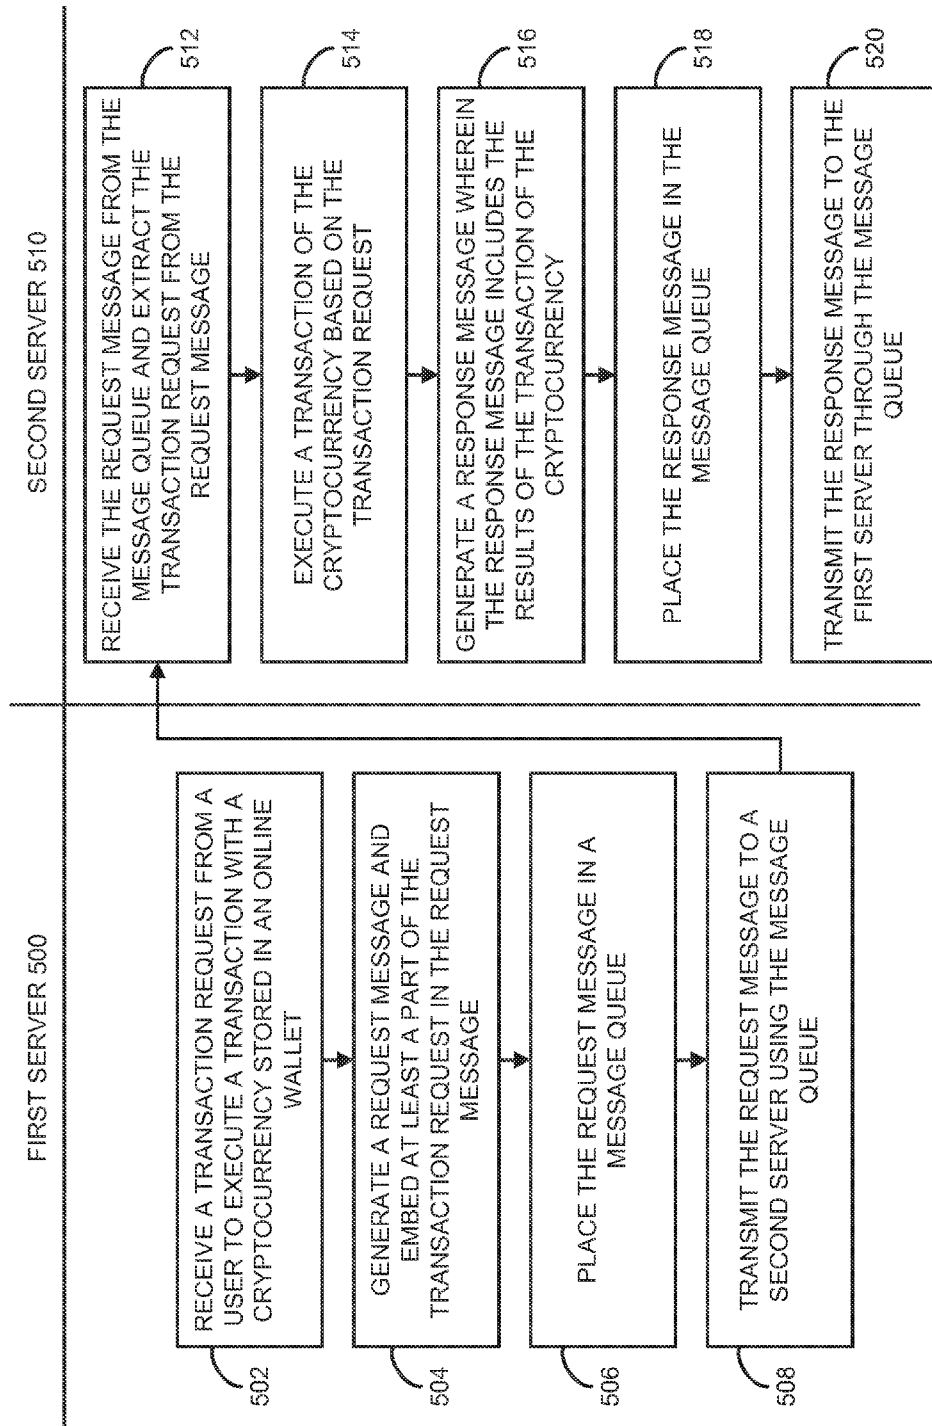 FIRST SERVER 500
502
RECEIVE A TRANSACTION REQUEST FROM A
USER TO EXECUTE A TRANSACTION WITH A
CRYPTOCURRENCY STORED IN AN ONLINE
WALLET
504
GENERATE A REQUEST MESSAGE AND
EMBED AT LEAST A PART OF THE
TRANSACTION REQUEST IN THE REQUEST
MESSAGE
506
PLACE THE REQUEST MESSAGE IN A
MESSAGE QUEUE
508
TRANSMIT THE REQUEST MESSAGE TO A
SECOND SERVER USING THE MESSAGE
QUEUE
SECOND SERVER 510
RECEIVE THE REQUEST MESSAGE FROM THE
MESSAGE QUEUE AND EXTRACT THE
TRANSACTION REQUEST FROM THE
REQUEST MESSAGE
512
EXECUTE A TRANSACTION OF THE
CRYPTOCURRENCY BASED ON THE
TRANSACTION REQUEST
514
GENERATE A RESPONSE MESSAGE WHEREIN
THE RESPONSE MESSAGE INCLUDES THE
RESULTS OF THE TRANSACTION OF THE
CRYPTOCURRENCY
516
PLACE THE RESPONSE MESSAGE IN THE
MESSAGE QUEUE
518
TRANSMIT THE RESPONSE MESSAGE TO THE
FIRST SERVER THROUGH THE MESSAGE
QUEUE
520